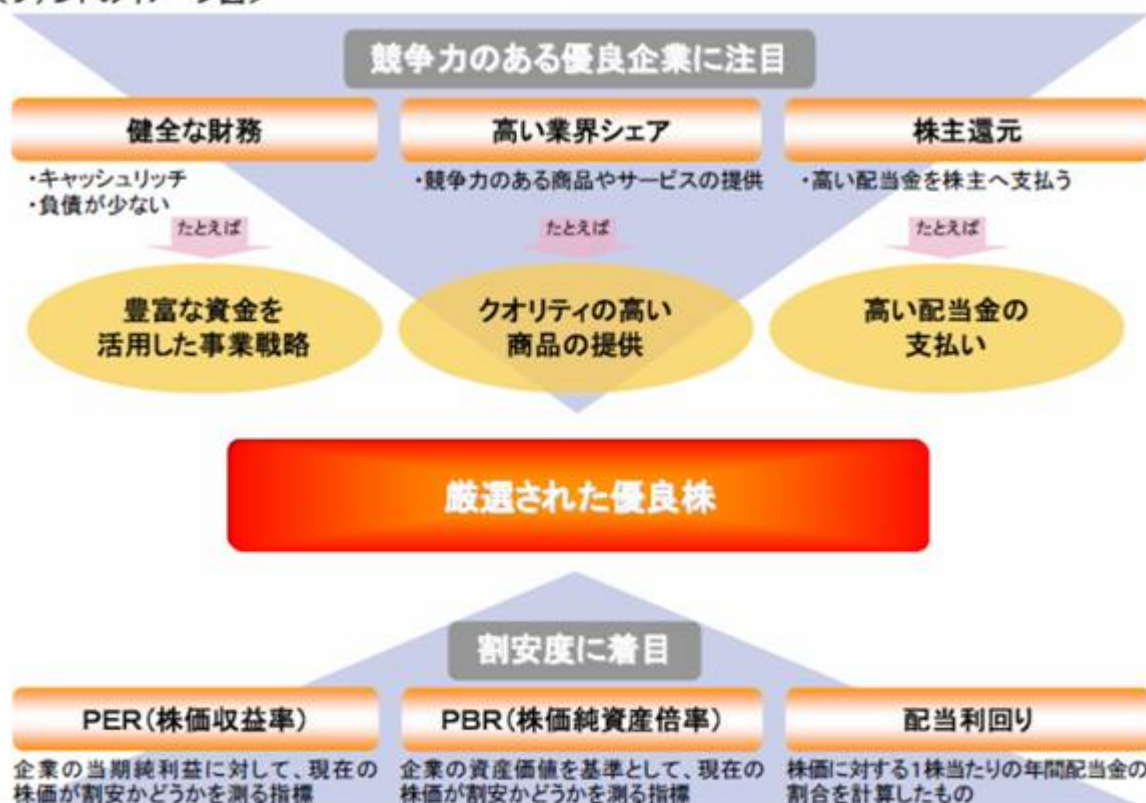 競争力のある優良企業に注目
健全な財務
高い業界シェア
株主還元
・キャッシュリッチ
・負債が少ない
・競争力のある商品やサービスの提供
・高い配当金を株主へ支払う
たとえば
たとえば
たとえば
豊富な資金を
活用した事業戦略
クオリティの高い
商品の提供
高い配当金の
支払い
厳選された優良株
割安度に着目
PER(株価収益率)
PBR(株価純資産倍率)
配当利回り
企業の当期純利益に対して、現在の
株価が割安かどうかを測る指標
企業の資産価値を基準として、現在の
株価が割安かどうかを測る指標
株価に対する1株当たりの年間配当金の
割合を計算したもの